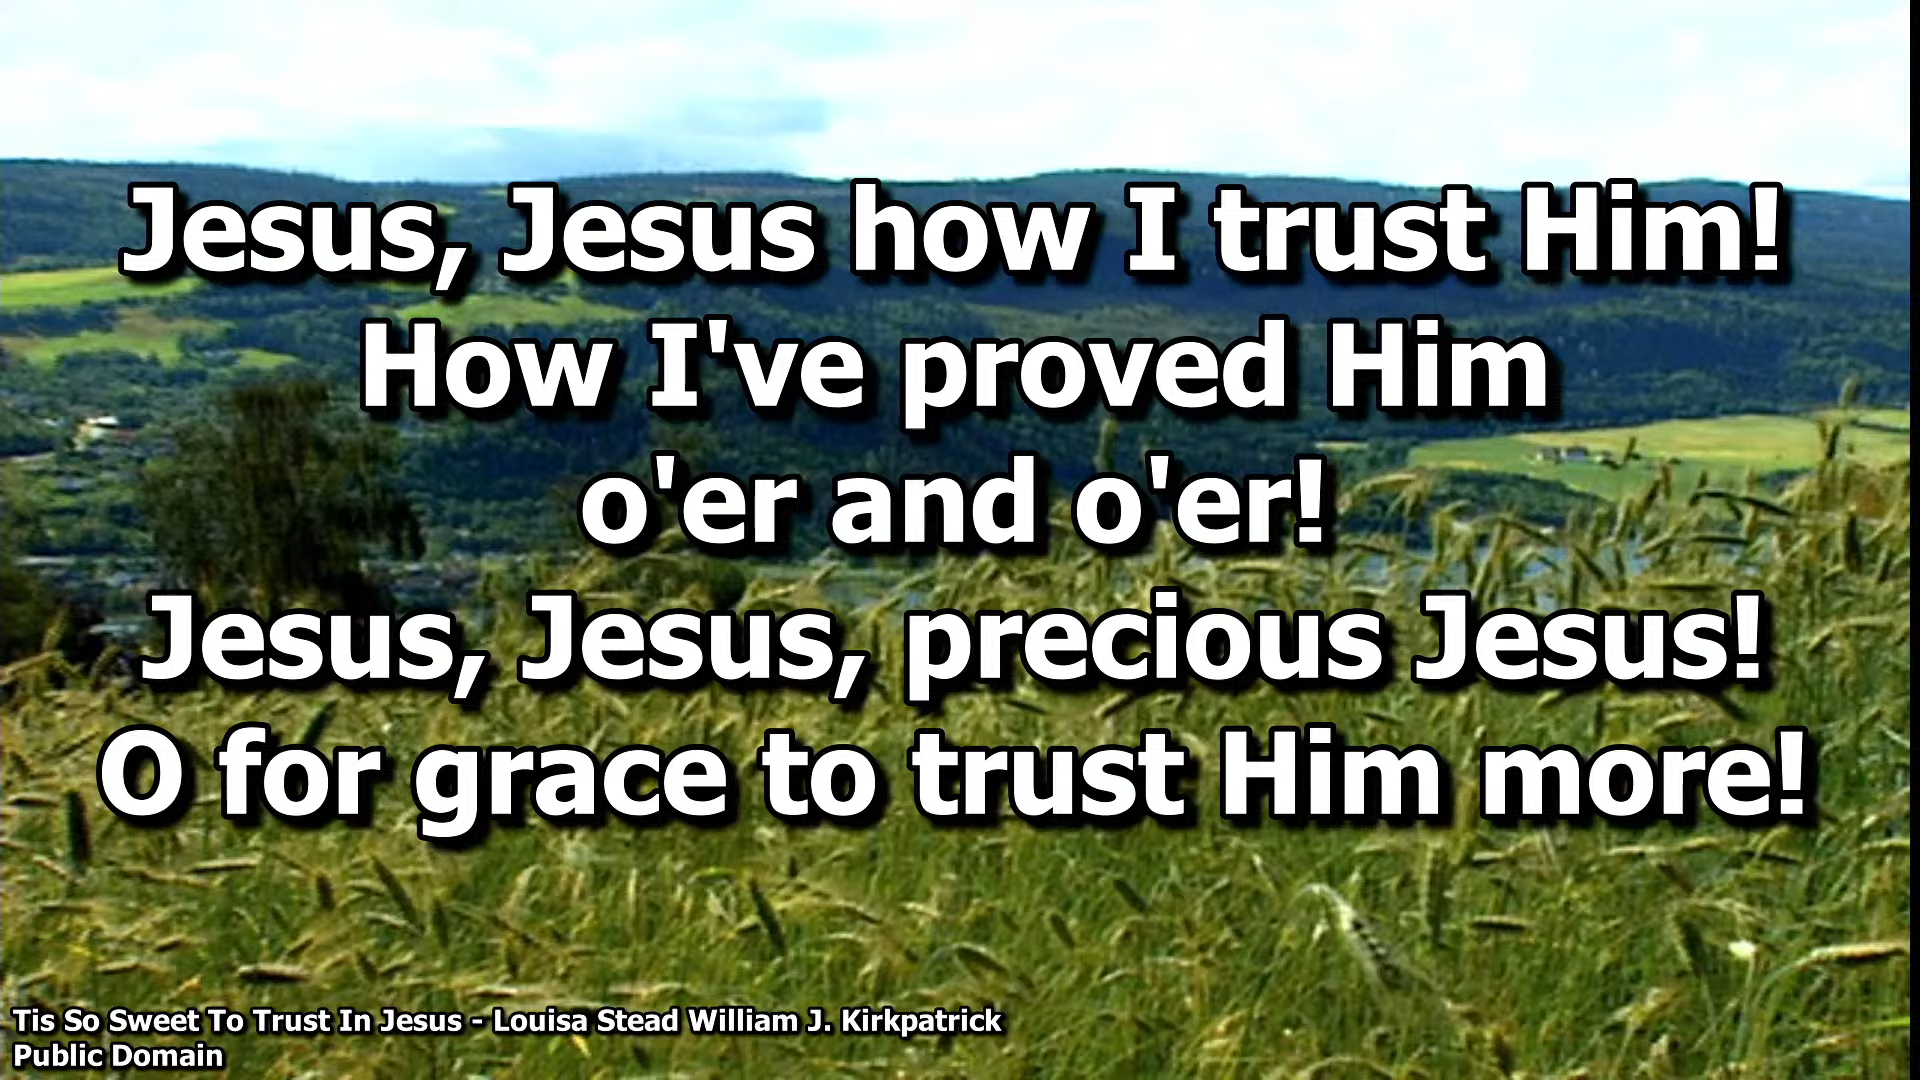 Jesus, Jesus how I trust Him!
How I've proved Him
o'er and o'er!
Jesus, Jesus, precious Jesus!
O for grace to trust Him more!
Tis So Sweet To Trust In Jesus - Louisa Stead William J. Kirkpatrick
Public Domain